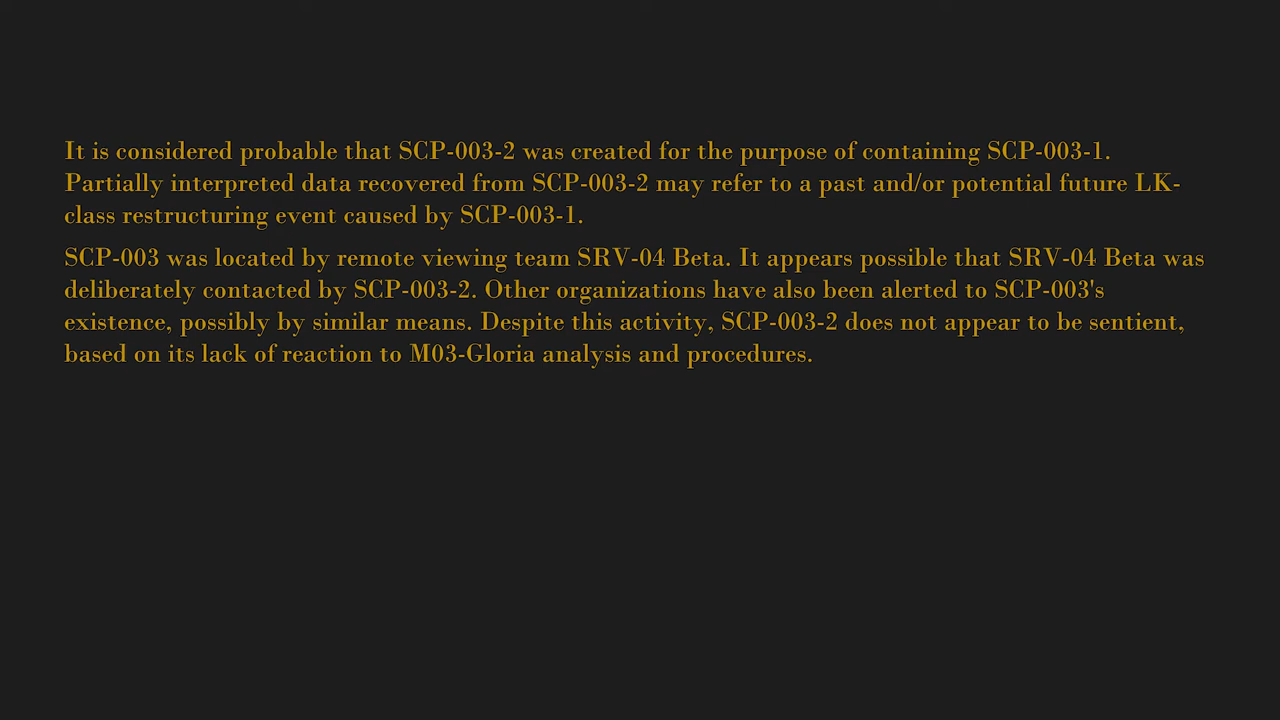 It is considered probable that SCP-003-2 was created for the purpose of containing SCP-003-1.
Partially interpreted data recovered from SCP-003-2 may refer to a past and/or potential future LK-
class restructuring event caused by SCP-003-1.
SCP-003 was located by remote viewing team SRV-04 Beta. It appears possible that SRV-04 Beta was
deliberately contacted by SCP-003-2. Other organizations have also been alerted to SCP-003's
existence, possibly by similar means. Despite this activity, SCP-003-2 does not appear to be sentient,
based on its lack of reaction to M03-Gloria analysis and procedures.